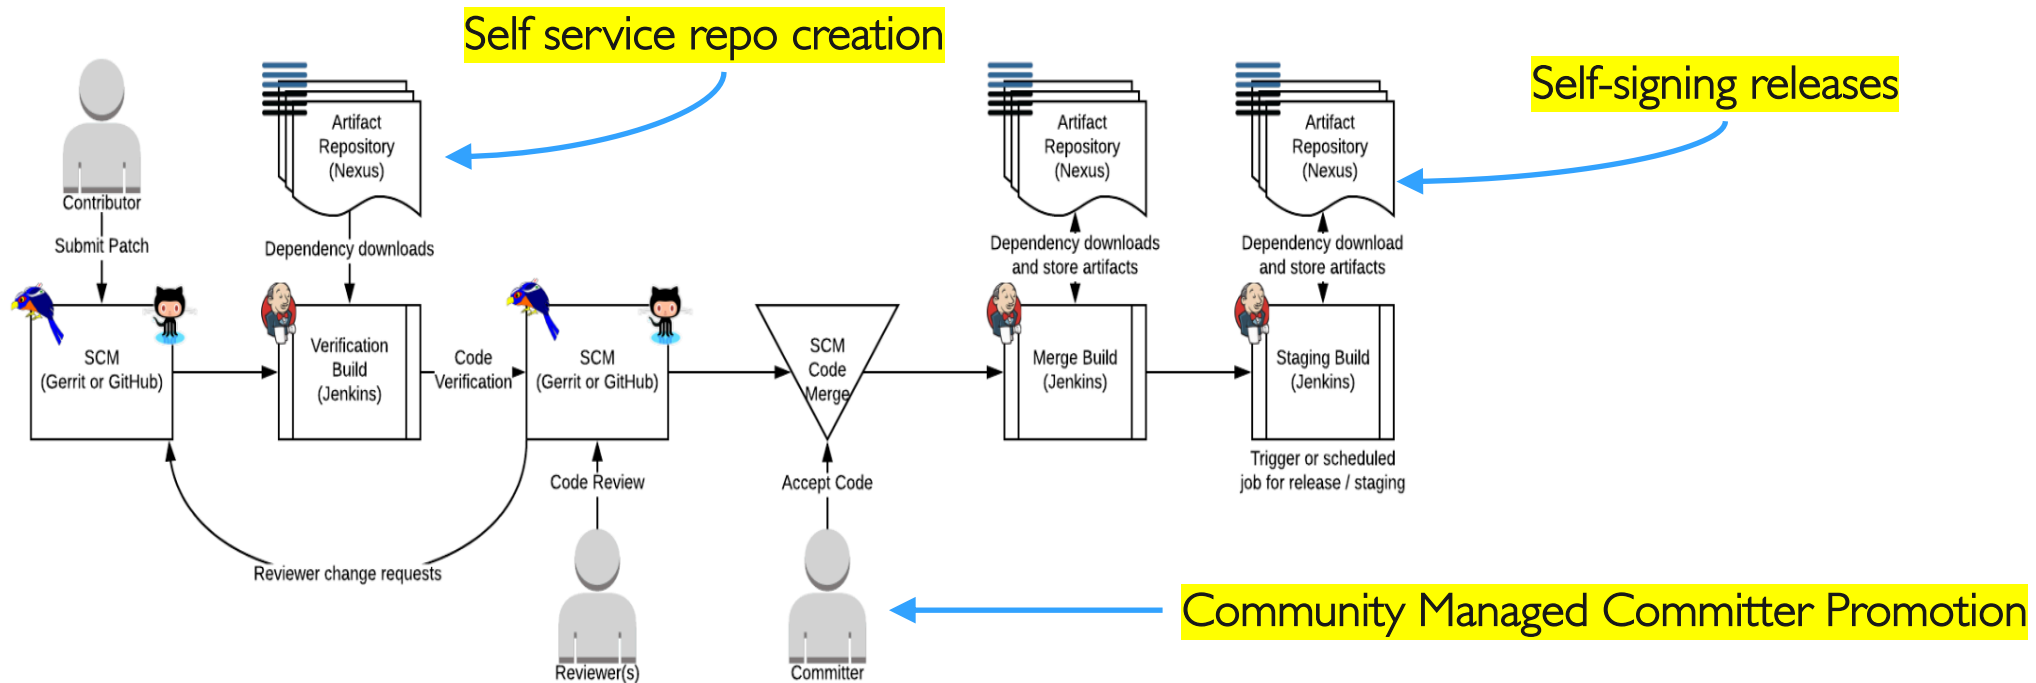 Self service repo creation
Self-signing releases
Artifact
Repository
(Nexus)
Artifact
Repository
(Nexus)
Artifact
Repository
(Nexus)
Contributor
Submit Patch
Dependency downloads
Dependency downloads
and store artifacts
Dependency download
and store artifacts
SCM
(Gerrit or GitHub)
Verification
Build
(Jenkins)
Code
Verification
SCM
(Gerrit or GitHub)
SCM
Code
Merge
Merge Build
(Jenkins)
Staging Build
(Jenkins)
Trigger or scheduled
job for release / staging
Code Review
Accept Code
Reviewer change requests
Community Managed Committer Promotion
Reviewer(s)
Committer